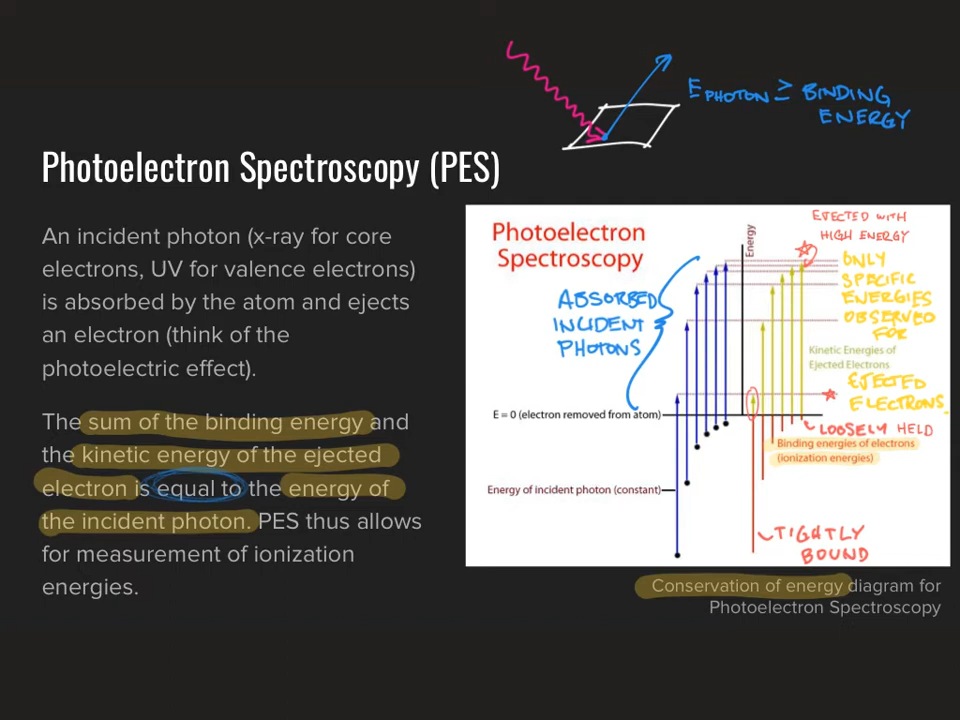 E PHOTON ≥ BINDING
ENERGY
Photoelectron Spectroscopy (PES)
An incident photon (x-ray for core
electrons, UV for valence electrons)
is absorbed by the atom and ejects
an electron (think of the
photoelectric effect).
The sum of the binding energy and
the kinetic energy of the ejected
electron is equal to the energy of
the incident photon. PES thus allows
for measurement of ionization
energies.
Photoelectron
Spectroscopy
Energy
EJECTED WITH
HIGH ENERGY
ONLY
SPECIFIC
ENERGIES
OBSERVED
FOR
EJECTED
ELECTRONS.
ABSORBED
INCIDENT
PHOTONS
Kinetic Energies of
Ejected Electrons
E = 0 (electron removed from atom)
LOOSELY HELD
Binding energies of electrons
(ionization energies)
Energy of incident photon (constant)
TIGHTLY
BOUND
Conservation of energy diagram for
Photoelectron Spectroscopy